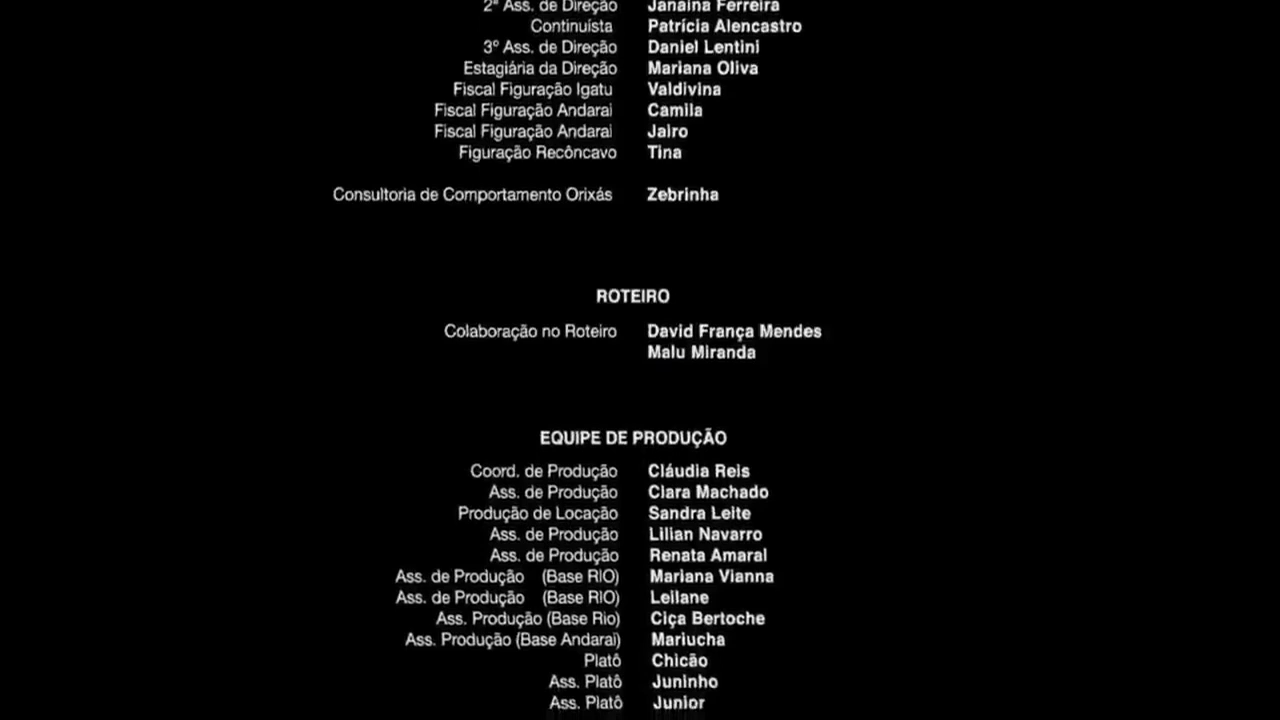 2ª Ass. de Direção Janaína Ferreira
Continuísta Patrícia Alencastro
3º Ass. de Direção Daniel Lentini
Estagiária da Direção Mariana Oliva
Fiscal Figuração Igatu Valdivina
Fiscal Figuração Andarai Camila
Fiscal Figuração Andarai Jairo
Figuração Recôncavo Tina
Consultoria de Comportamento Orixás Zebrinha
ROTEIRO
Colaboração no Roteiro David França Mendes
Malu Miranda
EQUIPE DE PRODUÇÃO
Coord. de Produção Cláudia Reis
Ass. de Produção Clara Machado
Produção de Locação Sandra Leite
Ass. de Produção Lilian Navarro
Ass. de Produção Renata Amaral
Ass. de Produção (Base RIO) Mariana Vianna
Ass. de Produção (Base RIO) Leilane
Ass. Produção (Base Rio) Ciça Bertoche
Ass. Produção (Base Andarai) Mariucha
Platô Chicão
Ass. Platô Juninho
Ass. Platô Junior